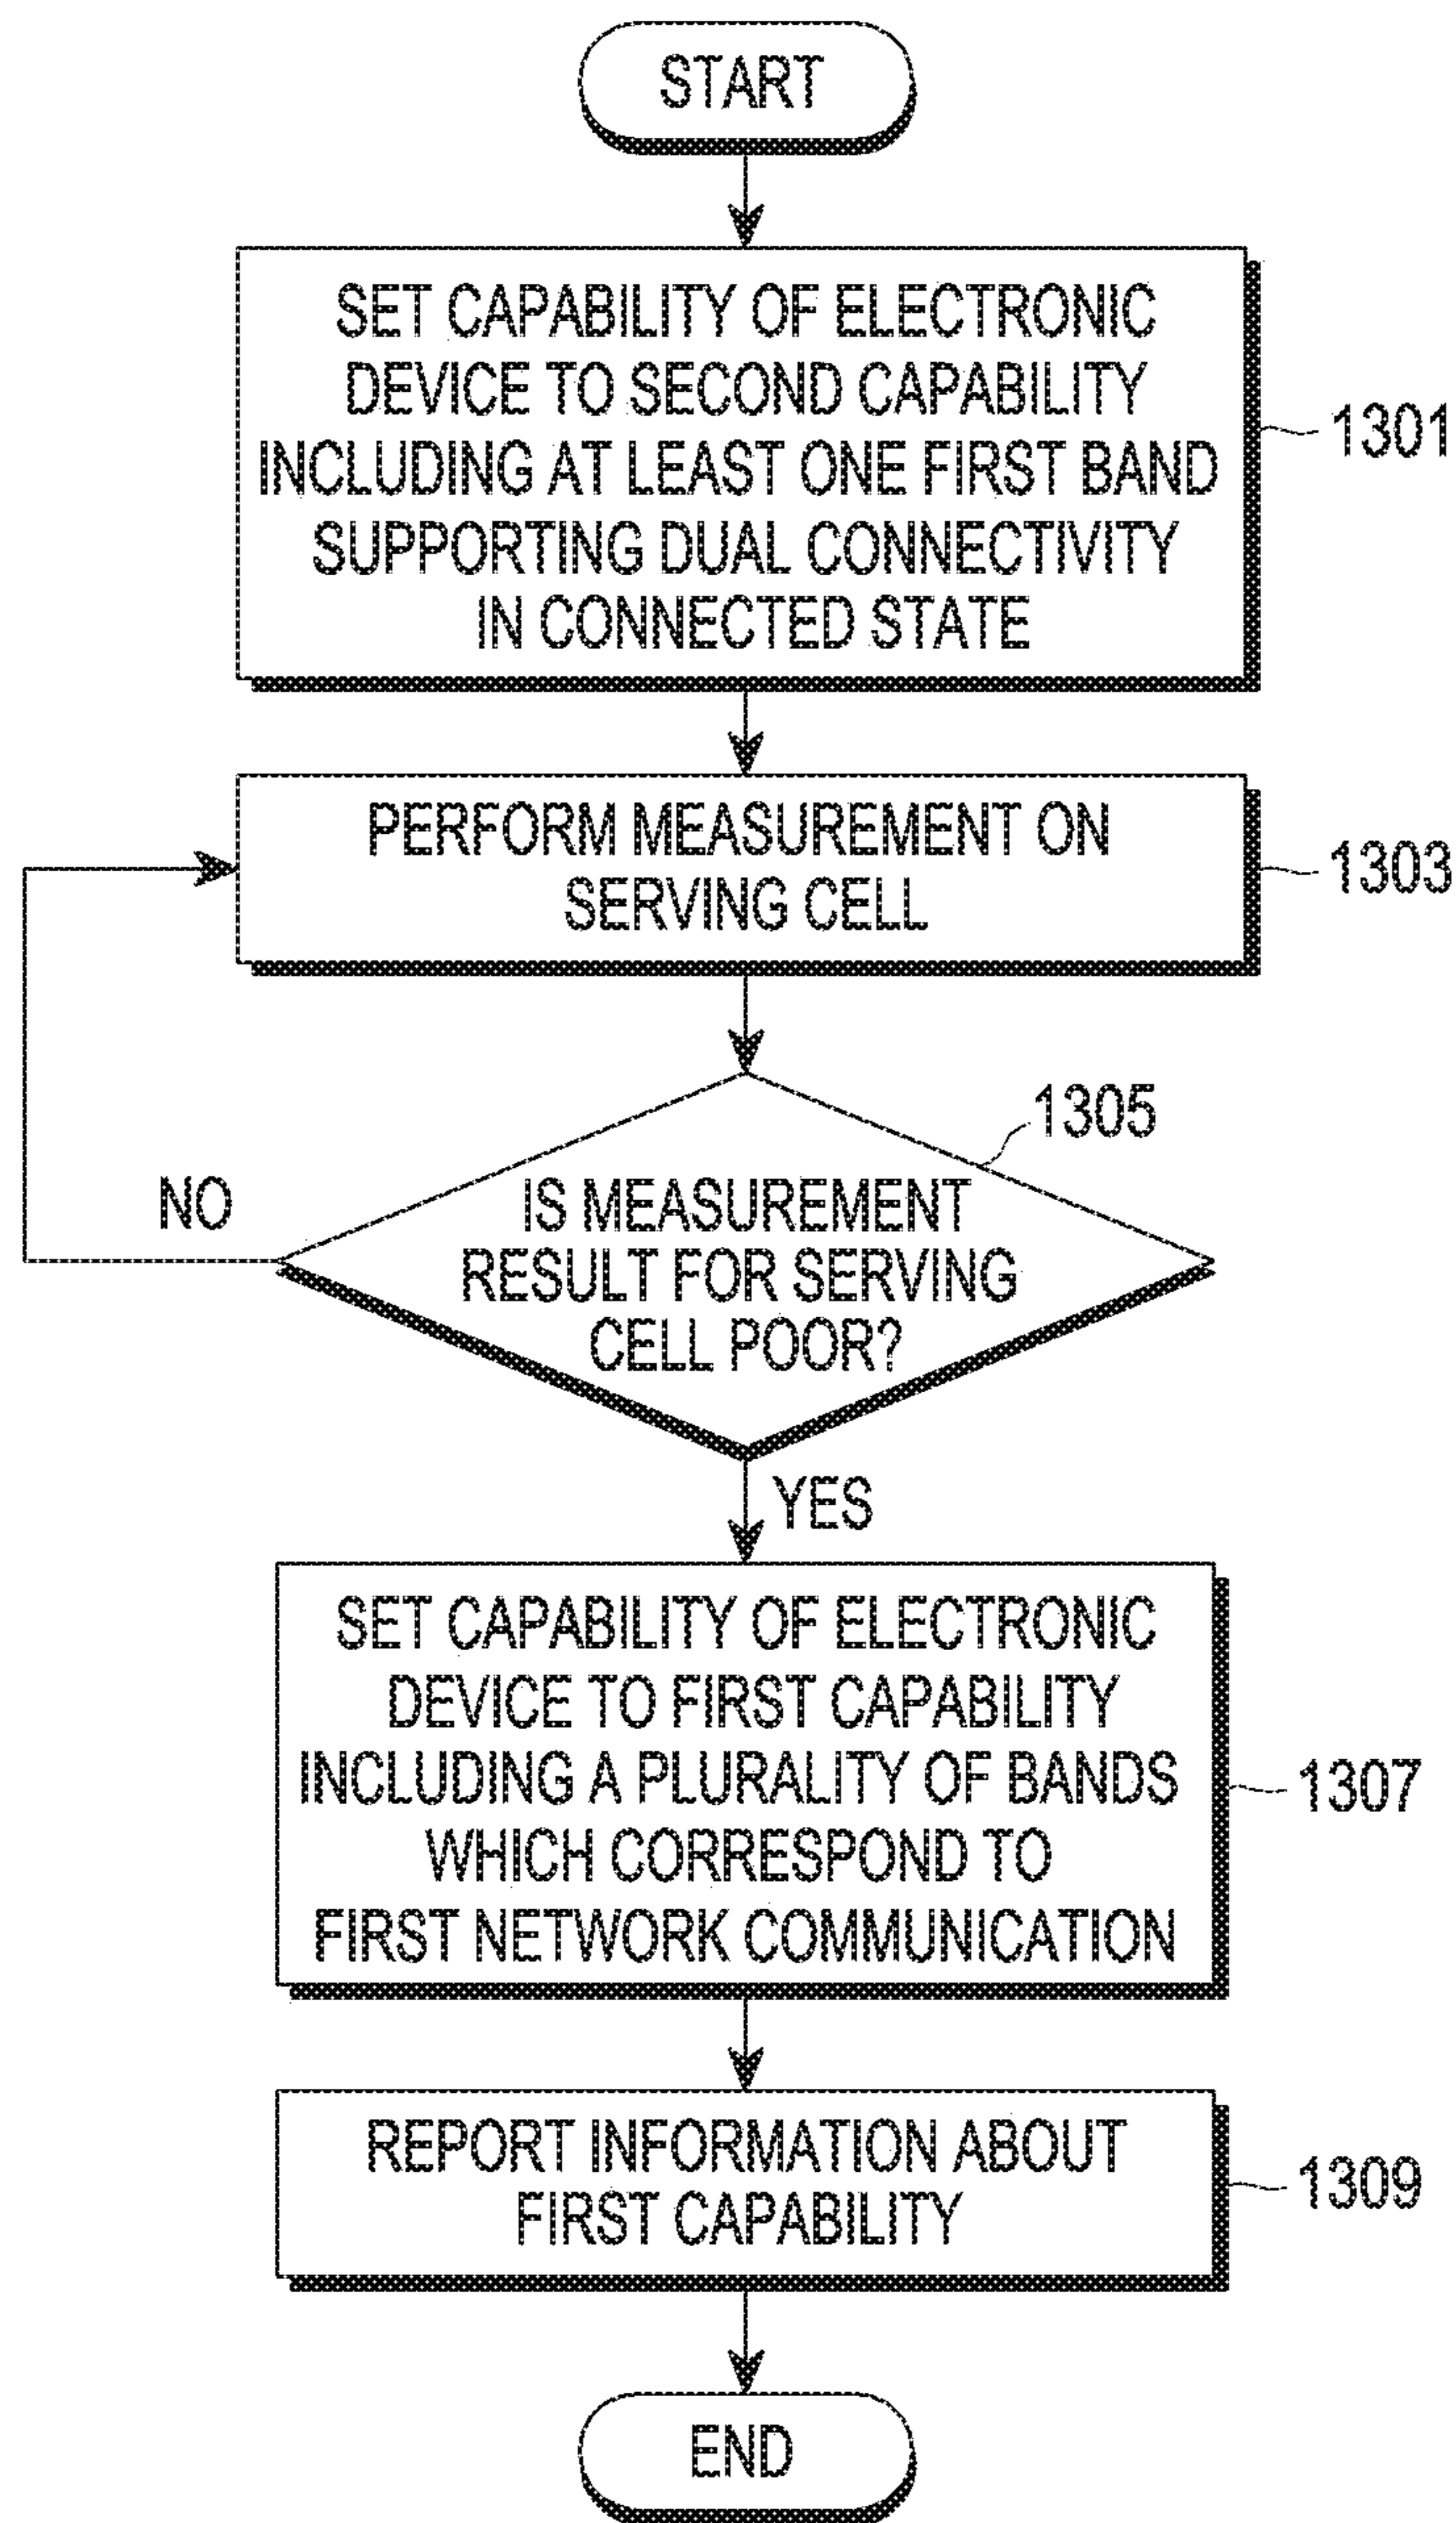 START
SET CAPABILITY OF ELECTRONIC
DEVICE TO SECOND CAPABILITY
INCLUDING AT LEAST ONE FIRST BAND
SUPPORTING DUAL CONNECTIVITY
IN CONNECTED STATE
1301
PERFORM MEASUREMENT ON
SERVING CELL
1303
1305
IS MEASUREMENT
RESULT FOR SERVING
CELL POOR?
NO
YES
SET CAPABILITY OF ELECTRONIC
DEVICE TO FIRST CAPABILITY
INCLUDING A PLURALITY OF BANDS
WHICH CORRESPOND TO
FIRST NETWORK COMMUNICATION
1307
REPORT INFORMATION ABOUT
FIRST CAPABILITY
1309
END